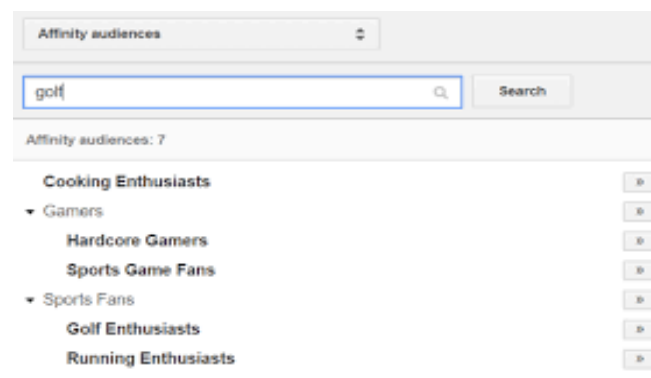 Affinity audiences
golf
Search
Affinity audiences: 7
Cooking Enthusiasts
Gamers
Hardcore Gamers
Sports Game Fans
Sports Fans
Golf Enthusiasts
Running Enthusiasts